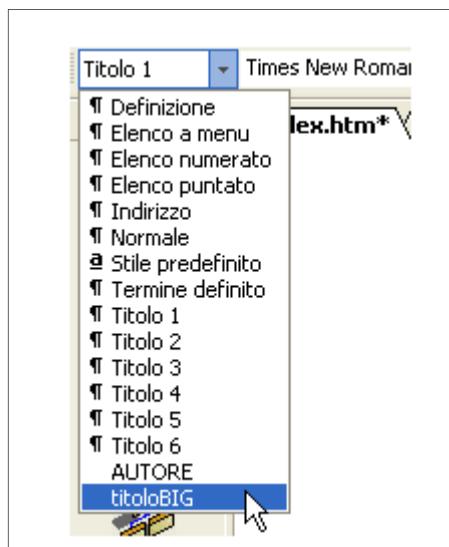 Titolo 1 Times New Roma
lex.htm*
¶ Definizione
¶ Elenco a menu
¶ Elenco numerato
¶ Elenco puntato
¶ Indirizzo
¶ Normale
a Stile predefinito
¶ Termine definito
¶ Titolo 1
¶ Titolo 2
¶ Titolo 3
¶ Titolo 4
¶ Titolo 5
¶ Titolo 6
AUTORE
titoloBIG